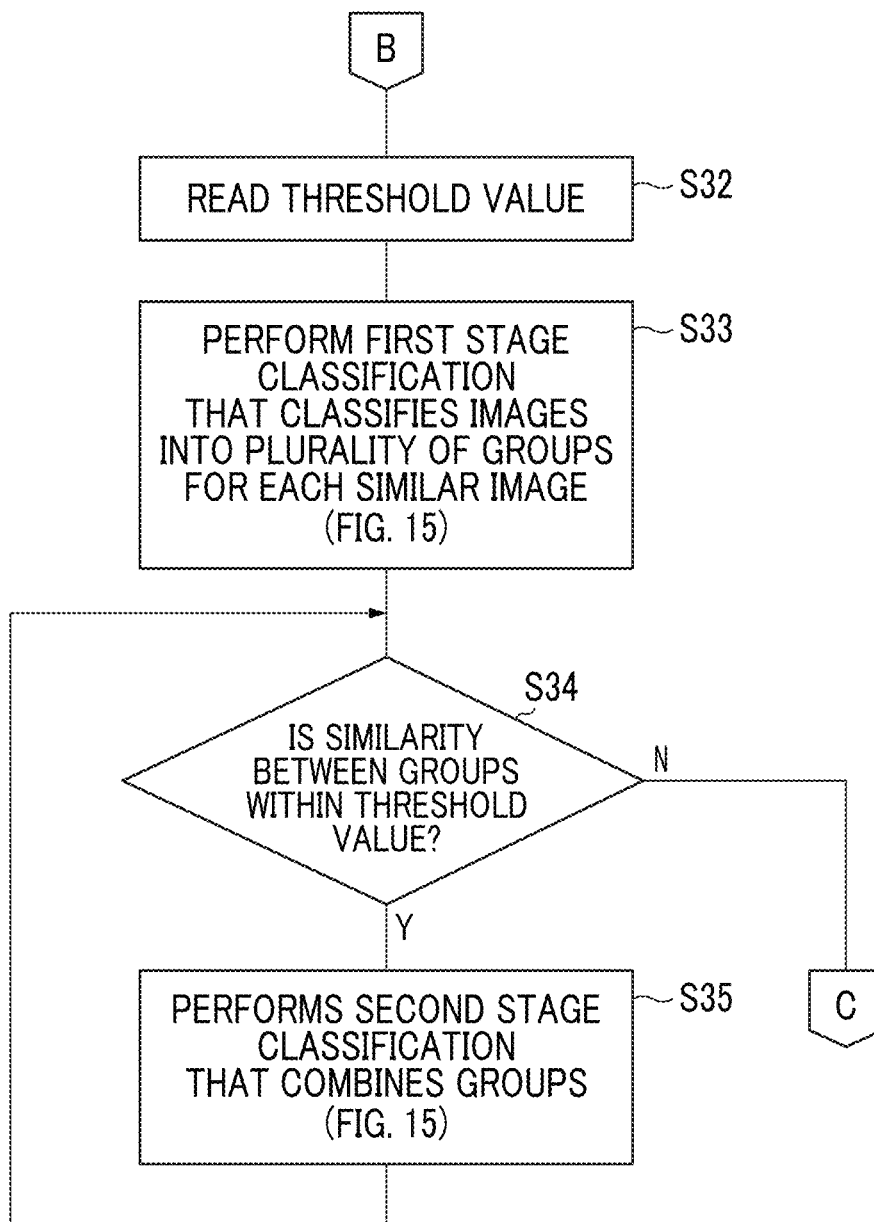 B
READ THRESHOLD VALUE
S32
PERFORM FIRST STAGE
CLASSIFICATION
THAT CLASSIFIES IMAGES
INTO PLURALITY OF GROUPS
FOR EACH SIMILAR IMAGE
(FIG. 15)
S33
S34
IS SIMILARITY
BETWEEN GROUPS
WITHIN THRESHOLD
VALUE?
N
Y
PERFORMS SECOND STAGE
CLASSIFICATION
THAT COMBINES GROUPS
(FIG. 15)
S35
C